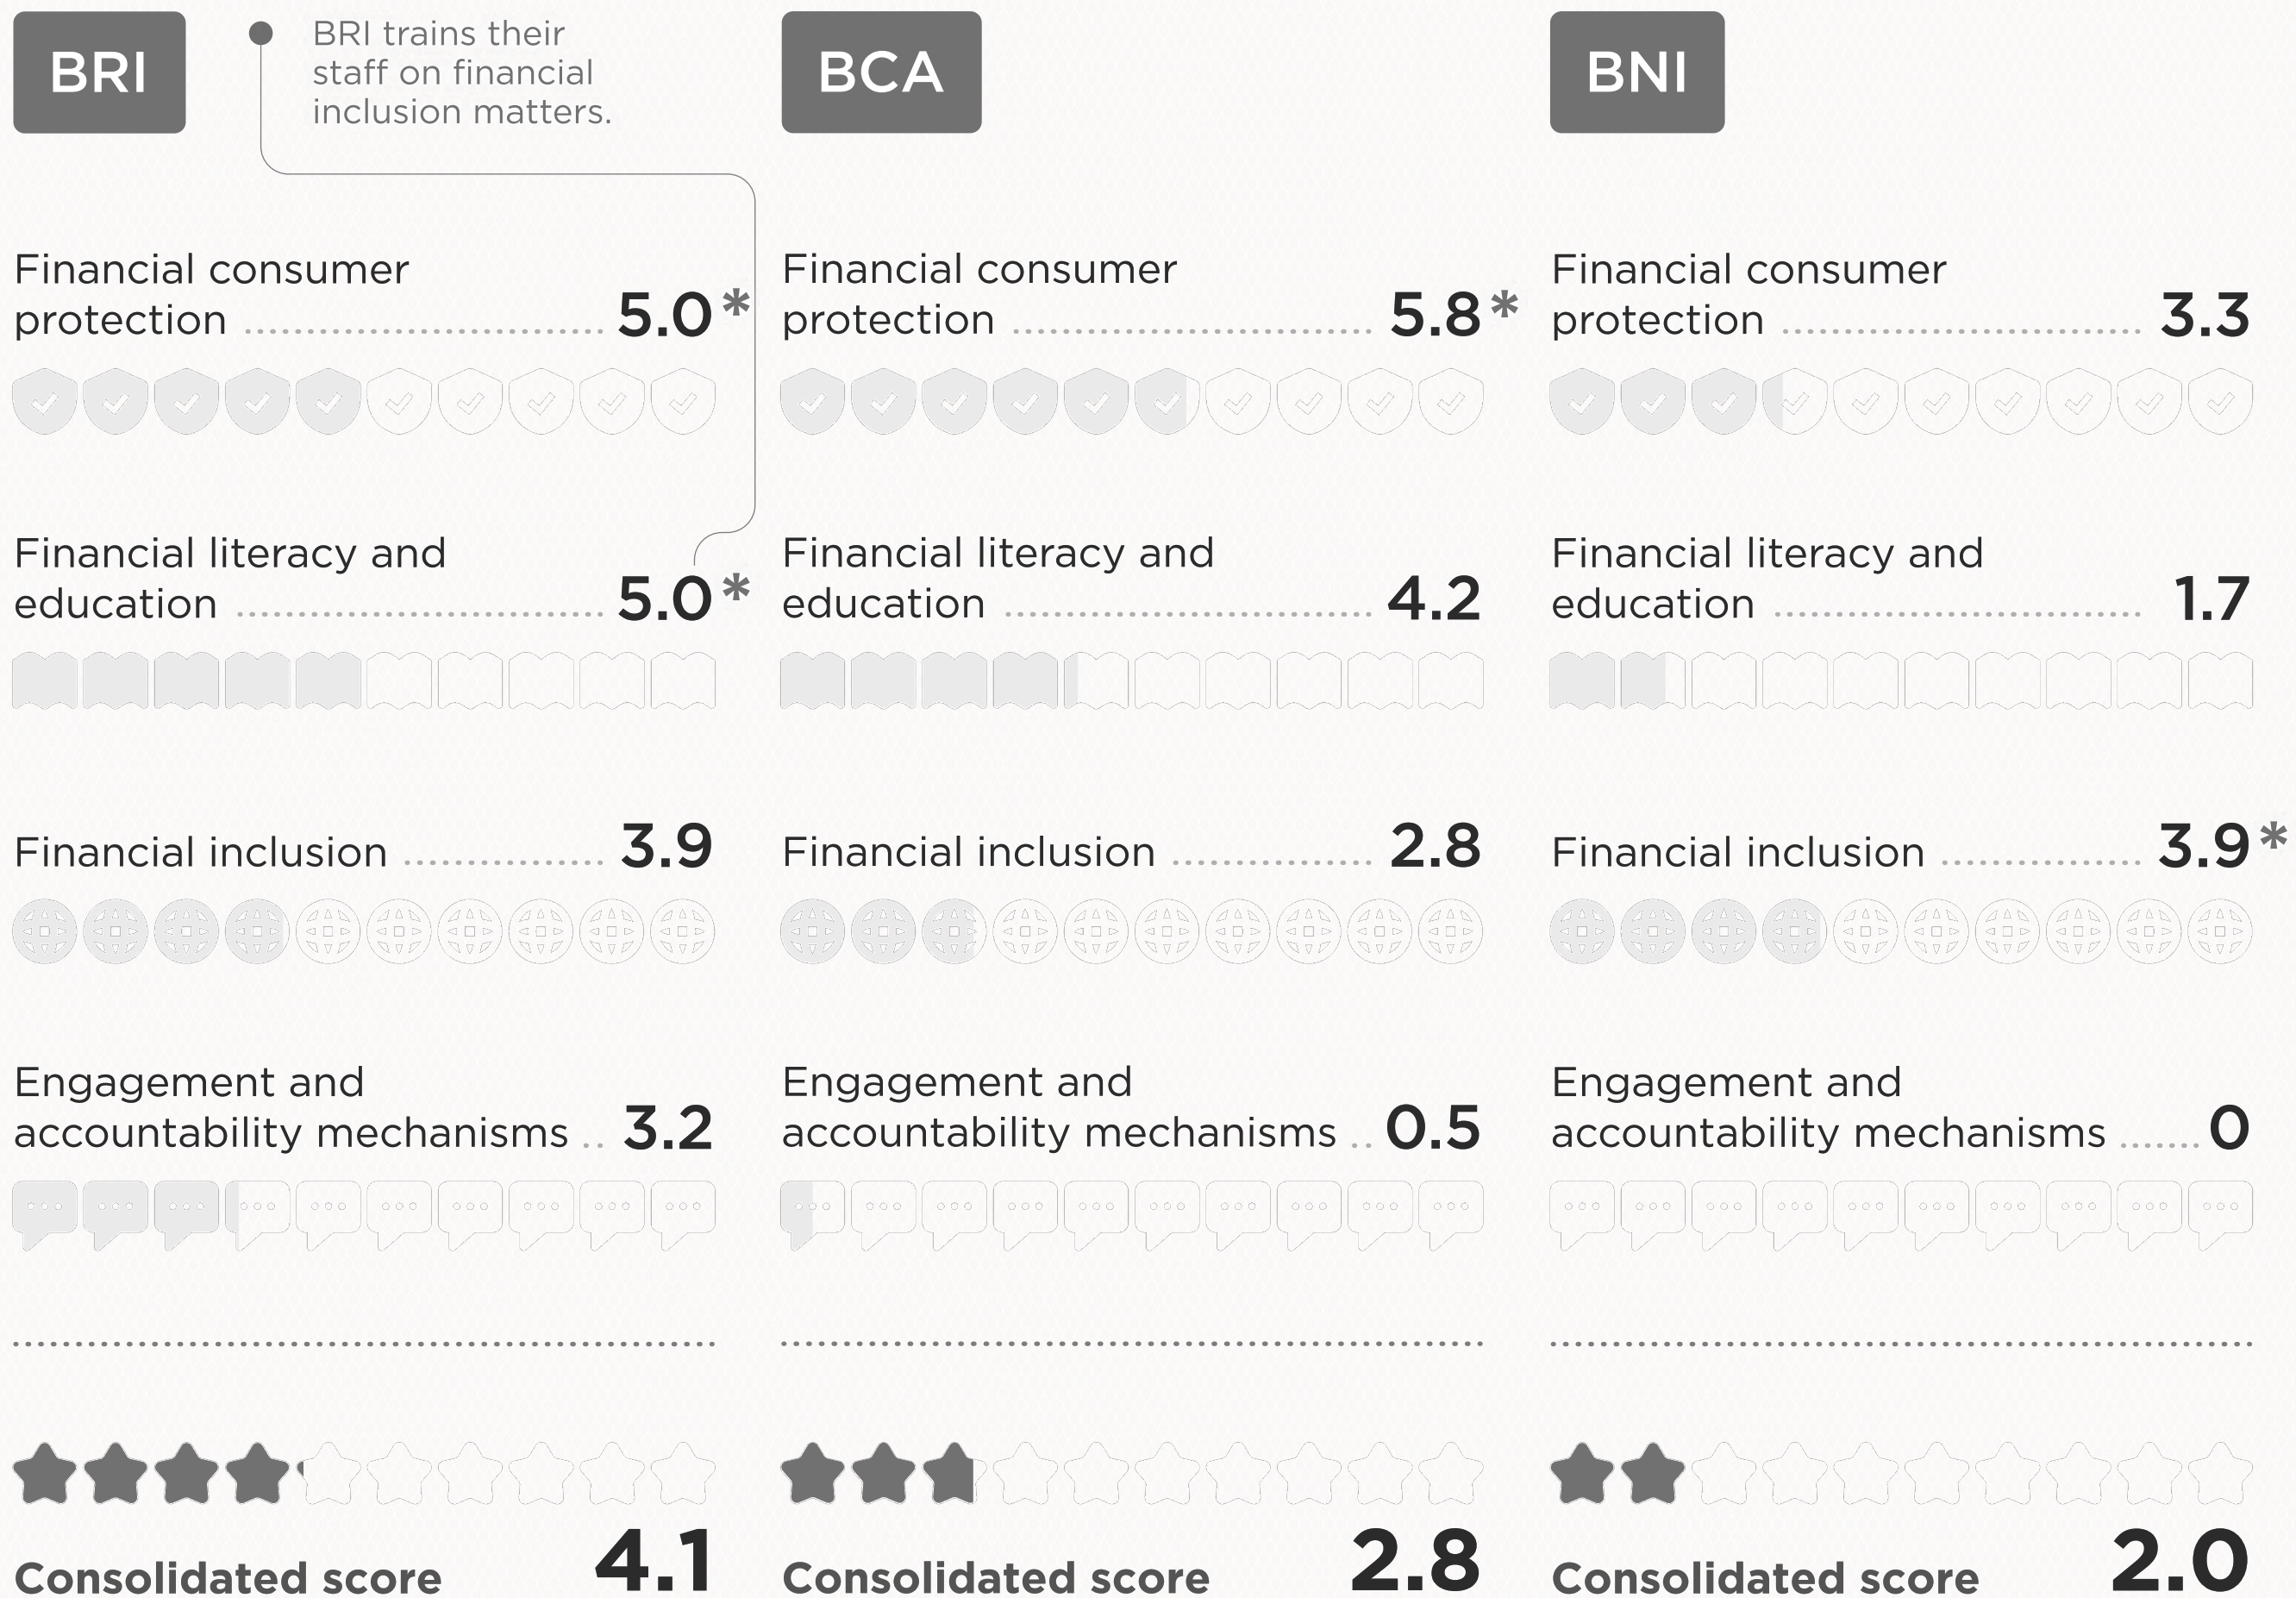 BRI
BRI trains their
staff on financial
inclusion matters.
Financial consumer
protection 5.0*
Financial literacy and
education 5.0*
Financial inclusion 3.9
Engagement and
accountability mechanisms 3.2
Consolidated score 4.1
BCA
Financial consumer
protection 5.8*
Financial literacy and
education 4.2
Financial inclusion 2.8
Engagement and
accountability mechanisms 0.5
Consolidated score 2.8
BNI
Financial consumer
protection 3.3
Financial literacy and
education 1.7
Financial inclusion 3.9*
Engagement and
accountability mechanisms 0
Consolidated score 2.0